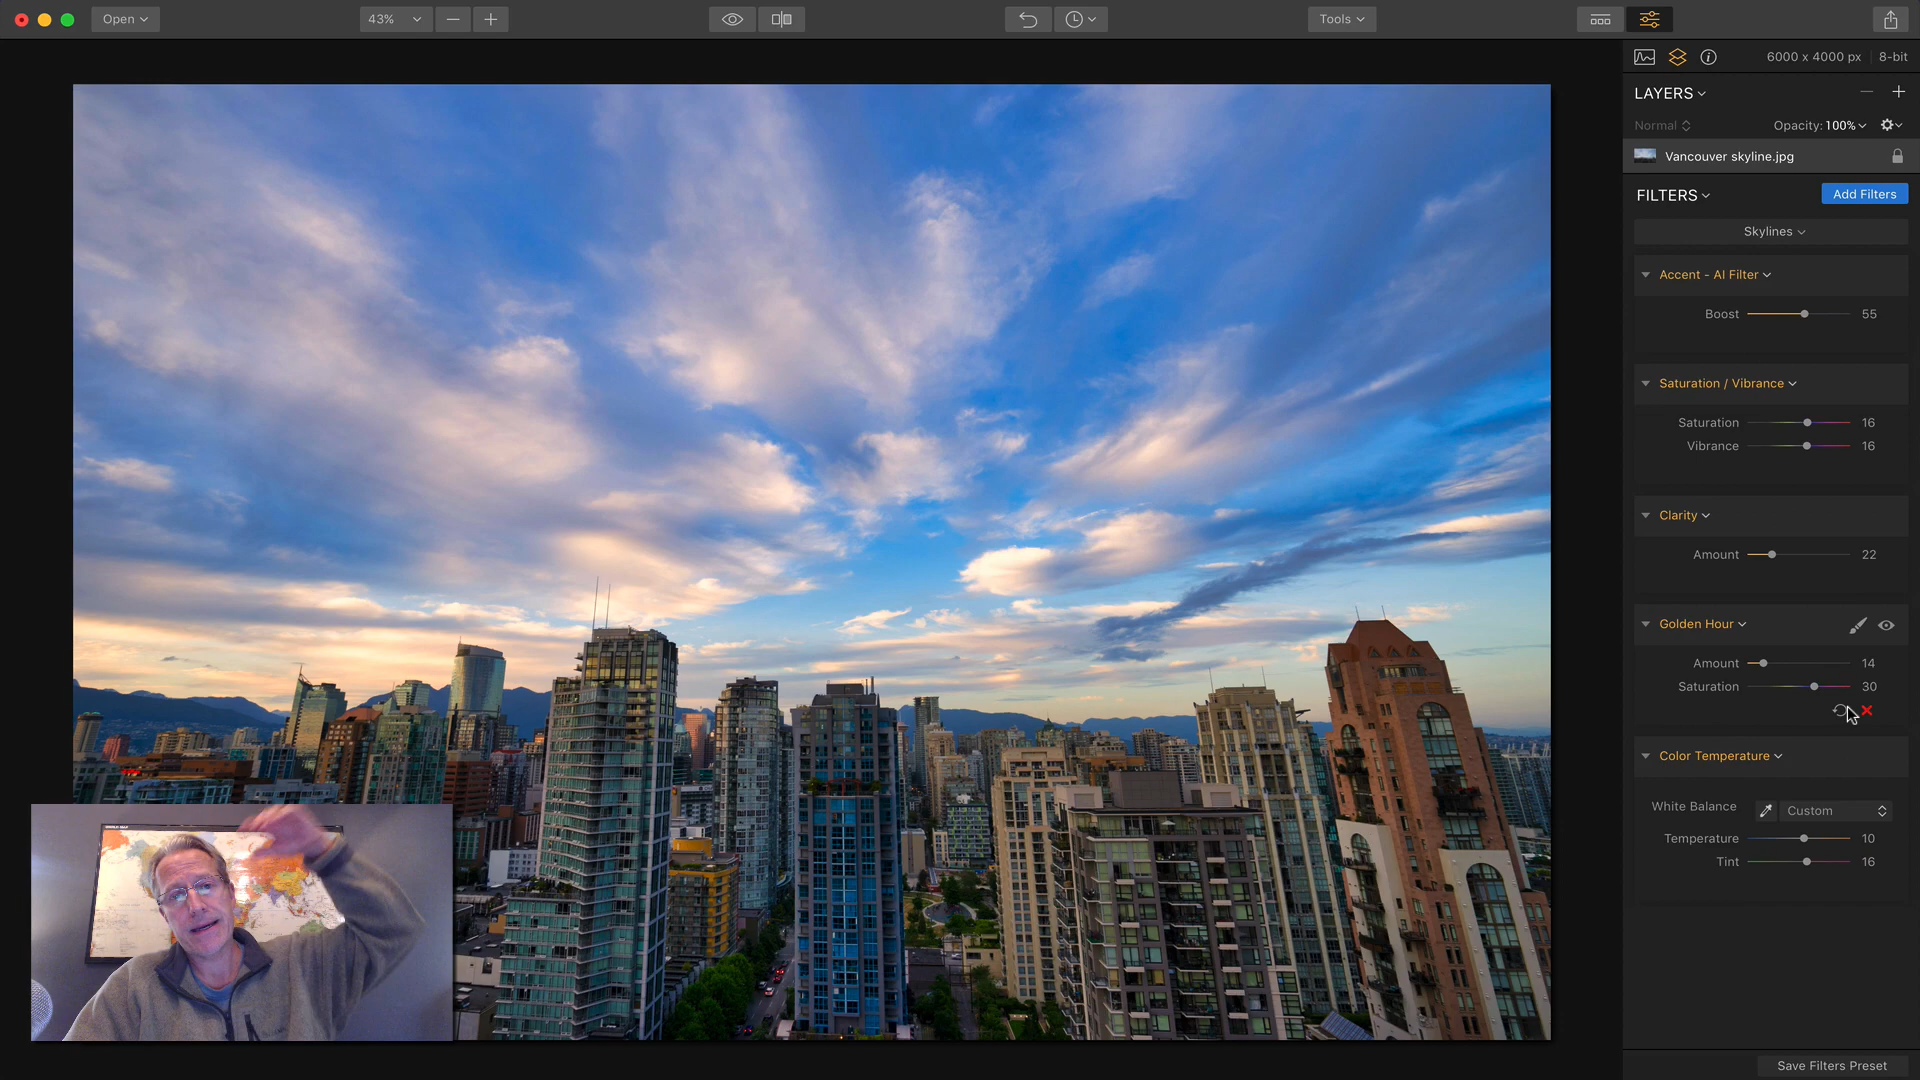 Open
43%
Tools
6000 x 4000 px
8-bit
LAYERS
Normal
Opacity: 100%
Vancouver skyline.jpg
FILTERS
Add Filters
Skylines
Accent - AI Filter
Boost 55
Saturation / Vibrance
Saturation 16
Vibrance 16
Clarity
Amount 22
Golden Hour
Amount 14
Saturation 30
Color Temperature
White Balance Custom
Temperature 10
Tint 16
Save Filters Preset